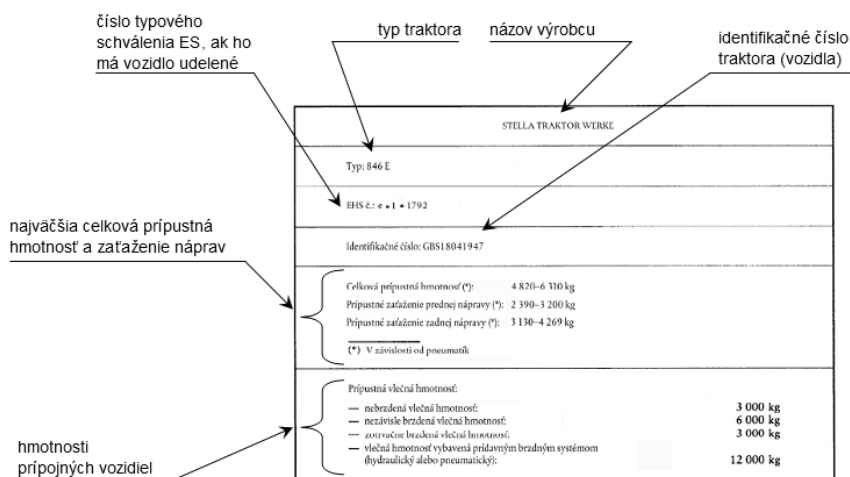 číslo typového
schválenia ES, ak ho
má vozidlo udelené
typ traktora
názov výrobcu
identifikačné číslo
traktora (vozidla)
STELLA TRAKTOR WERKE
Typ: 846 E
EHS č.: e * 1 * 1792
najväčšia celková prípustná
hmotnosť a zaťaženie náprav
Identifikačné číslo: GBS18041947
Celková prípustná hmotnosť (*): 4 820–6 310 kg
Prípustné zaťaženie prednej nápravy (*): 2 390–3 200 kg
Prípustné zaťaženie zadnej nápravy (*): 3 130–4 269 kg
(*) V závislosti od pneumatík
Prípustná vlečná hmotnosť:
— nebrzdená vlečná hmotnosť: 3 000 kg
— nezávisle brzdená vlečná hmotnosť: 6 000 kg
— zotrvačne brzdená vlečná hmotnosť: 3 000 kg
— vlečná hmotnosť vybavená prídavným brzdným systémom
(hydraulický alebo pneumatický): 12 000 kg
hmotnosti
prípojných vozidiel